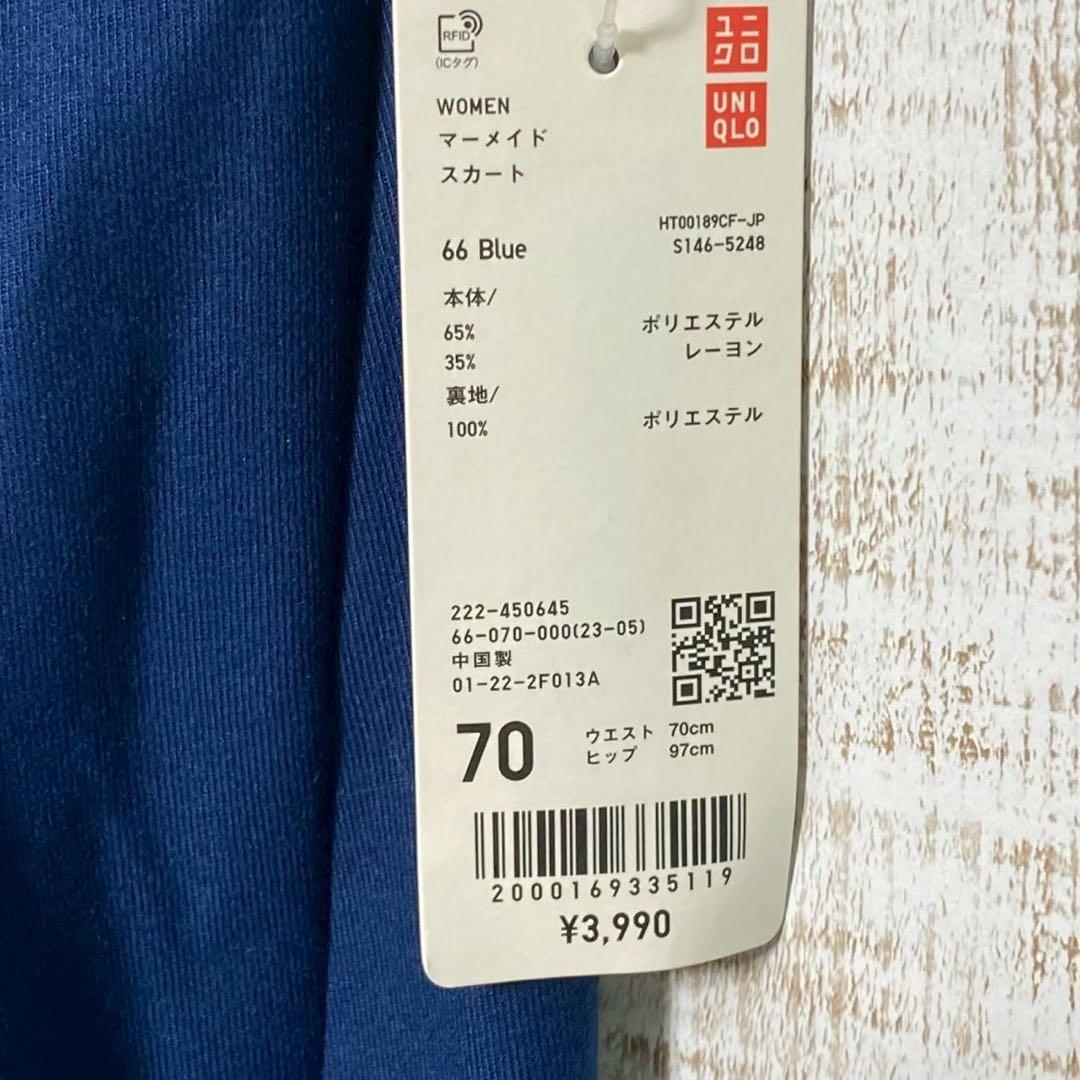 RFID
(ICタグ)
ユニ
クロ
UNI
QLO
WOMEN
マーメイド
スカート
HT00189CF-JP
66 Blue
S146-5248
本体/
65% ポリエステル
35% レーヨン
裏地/
100% ポリエステル
222-450645
66-070-000(23-05)
中国製
01-22-2F013A
70
ウエスト 70cm
ヒップ 97cm
2000169335119
¥3,990